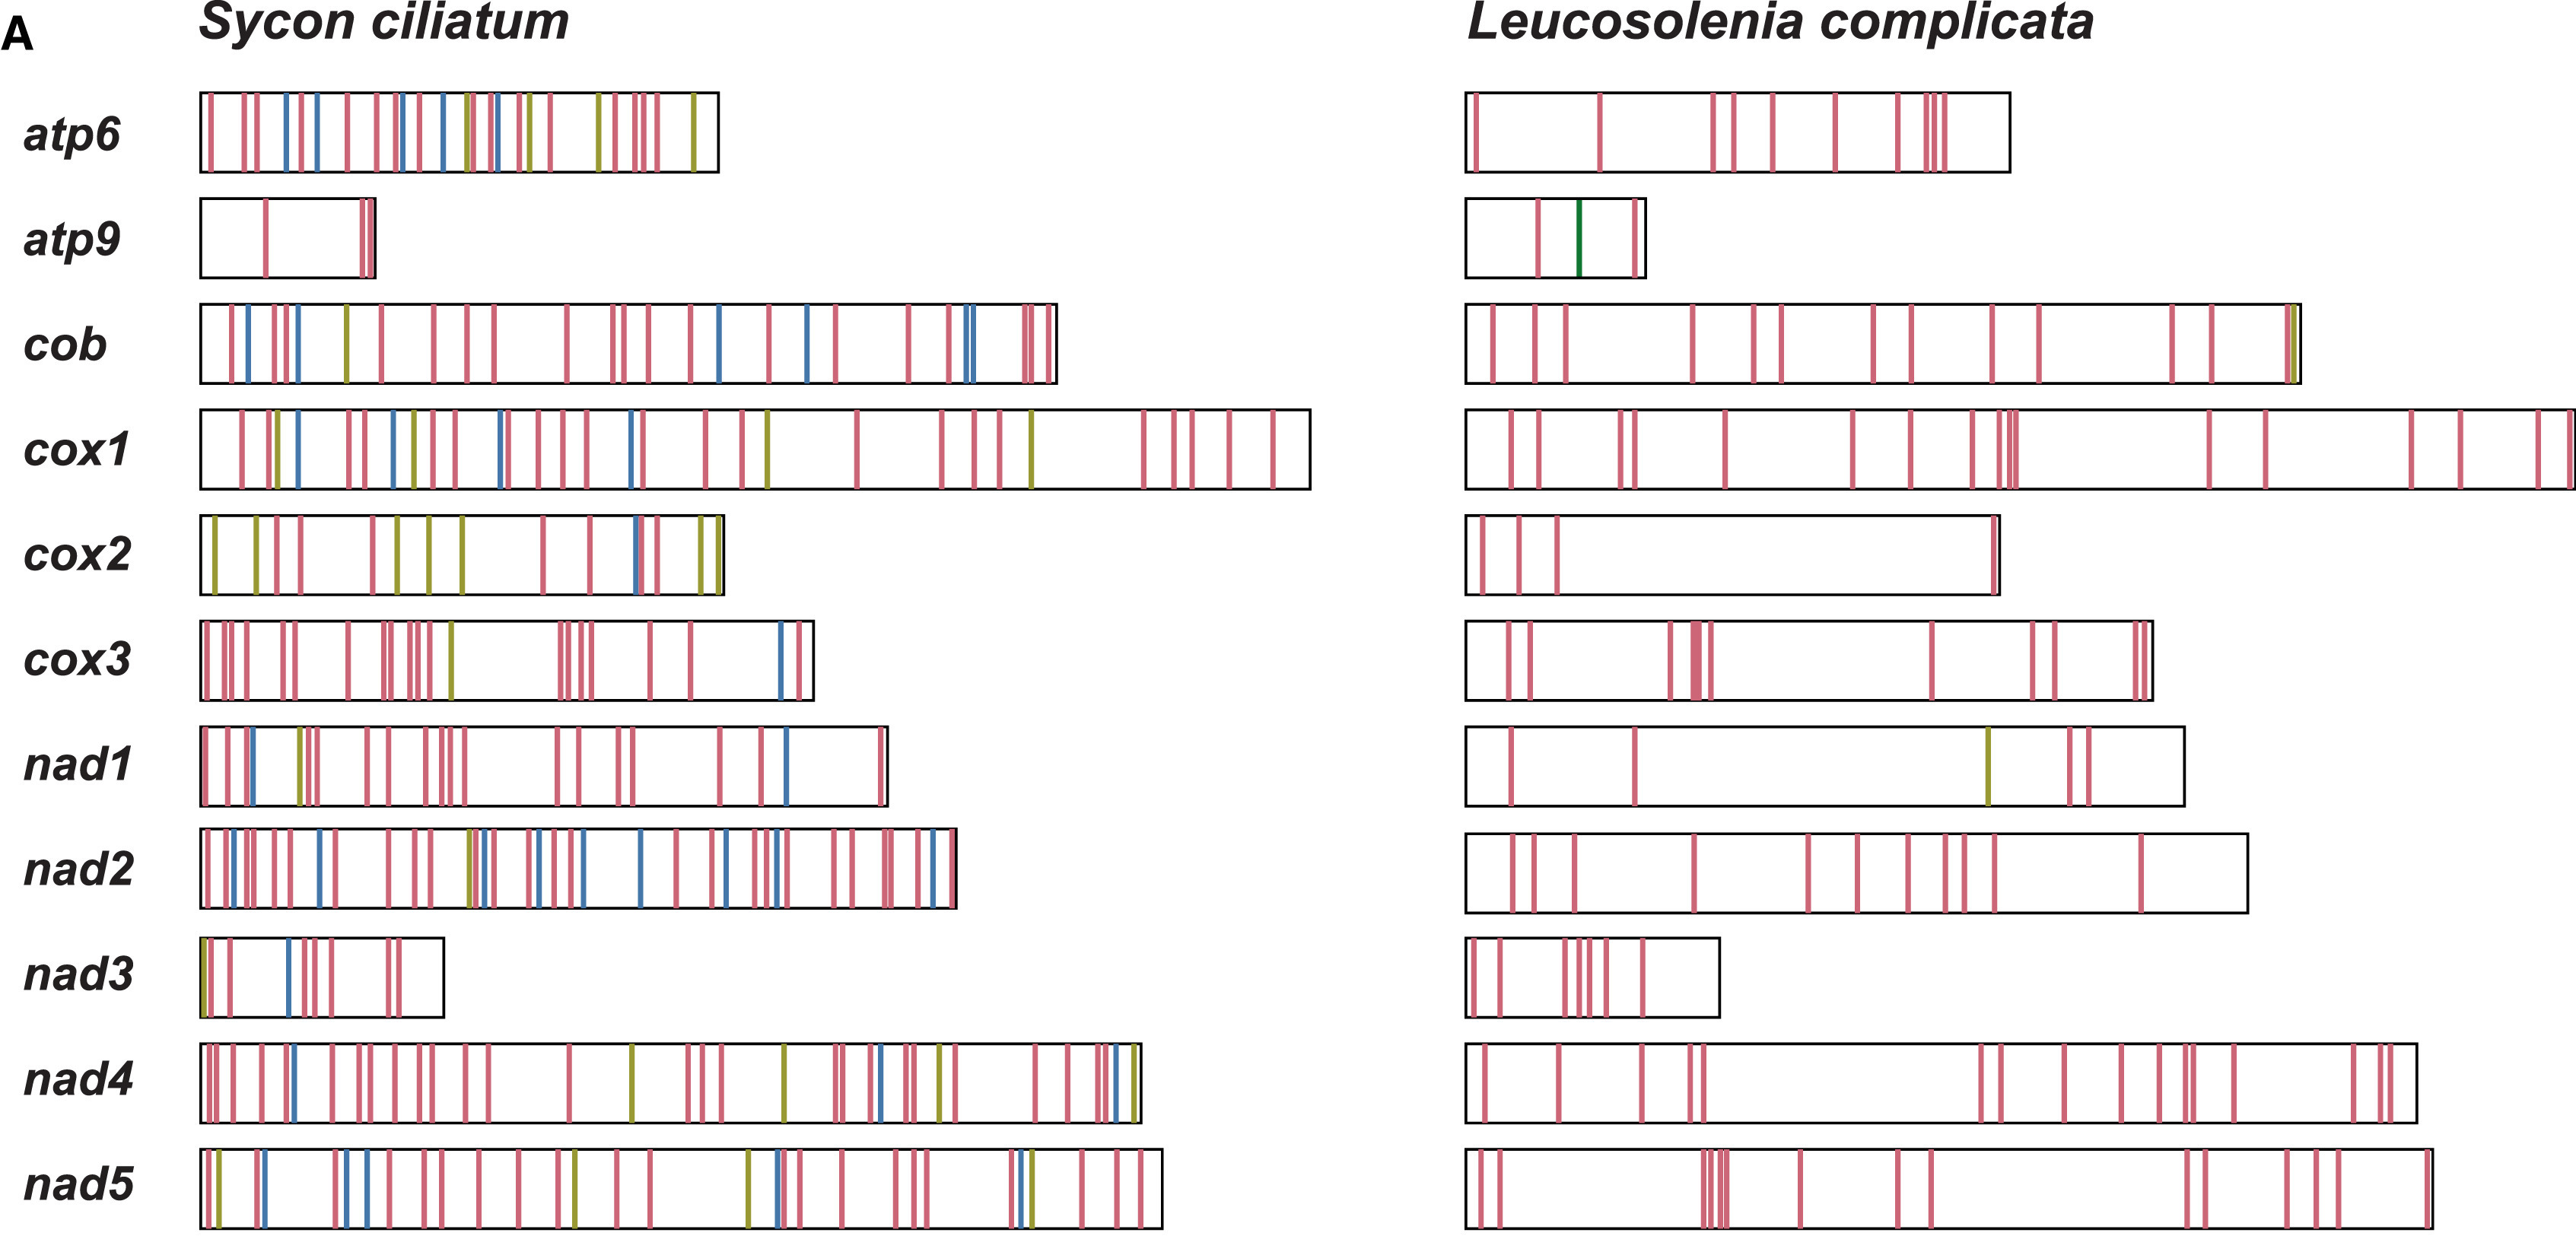 A
Sycon ciliatum
Leucosolenia complicata
atp6
atp9
cob
cox1
cox2
cox3
nad1
nad2
nad3
nad4
nad5